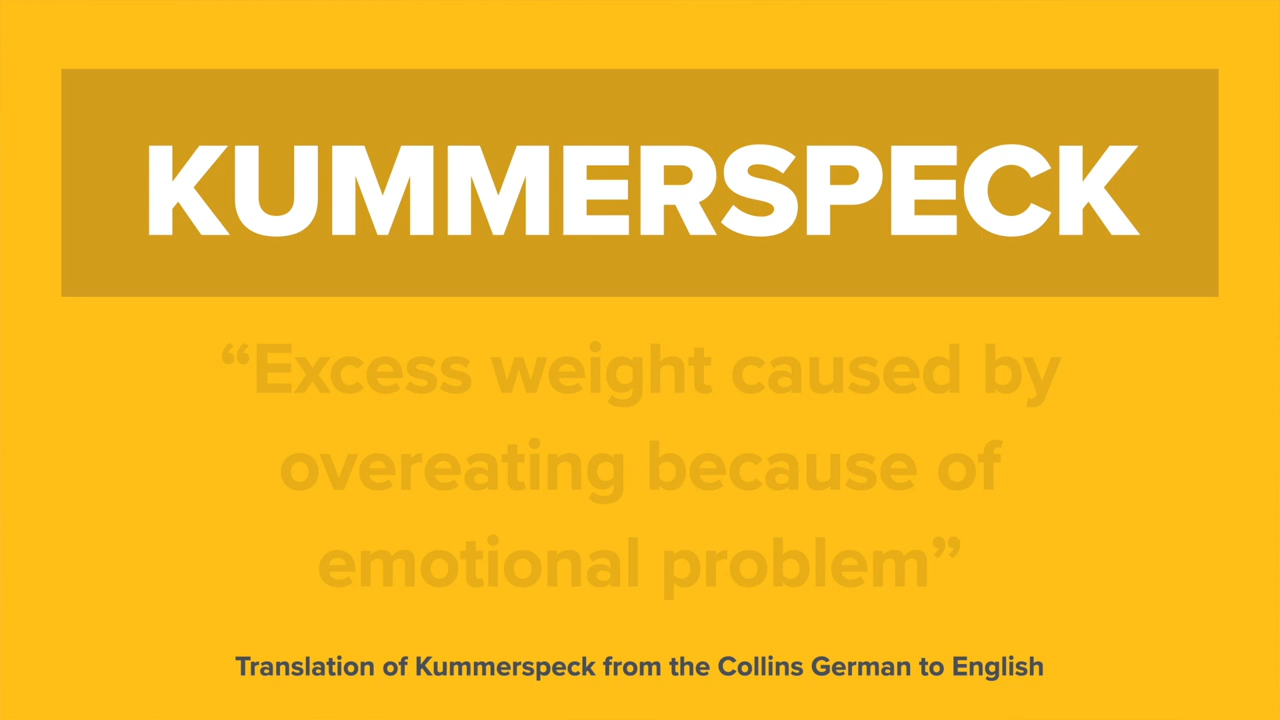 KUMMERSPECK
“Excess weight caused by
overeating because of
emotional problem”
Translation of Kummerspeck from the Collins German to English